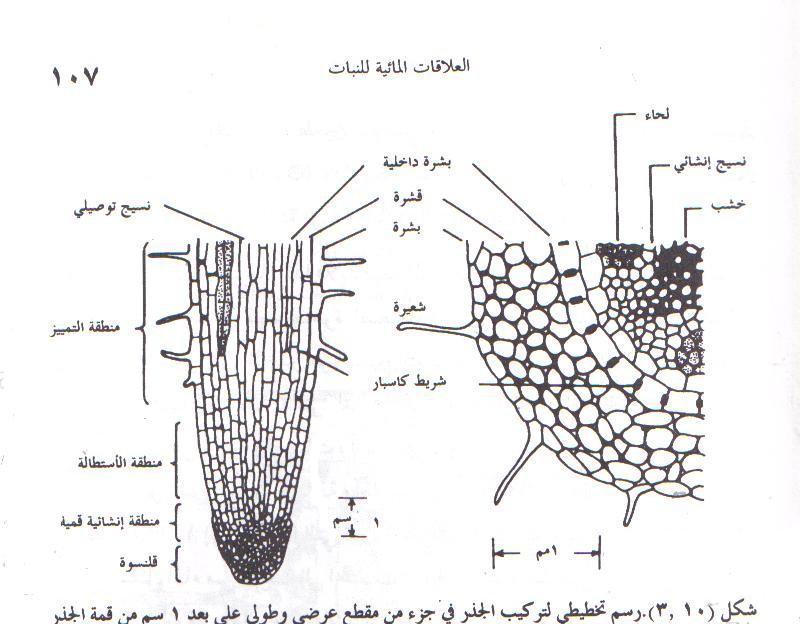 العلاقات المائية للنبات
١٠٧
لحاء
بشرة داخلية
نسيج إنشائي
قشرة
خشب
نسيج توصيلي
بشرة
شعيرة
منطقة التمييز
شريط كاسبار
منطقة الأستطالة
١ سم
منطقة إنشائية قمية
١مم
قلنسوة
شكل (١٠ ,٣). رسم تخطيطي لتركيب الجذر في جزء من مقطع عرضي وطولي على بعد ١ سم من قمة الجذر